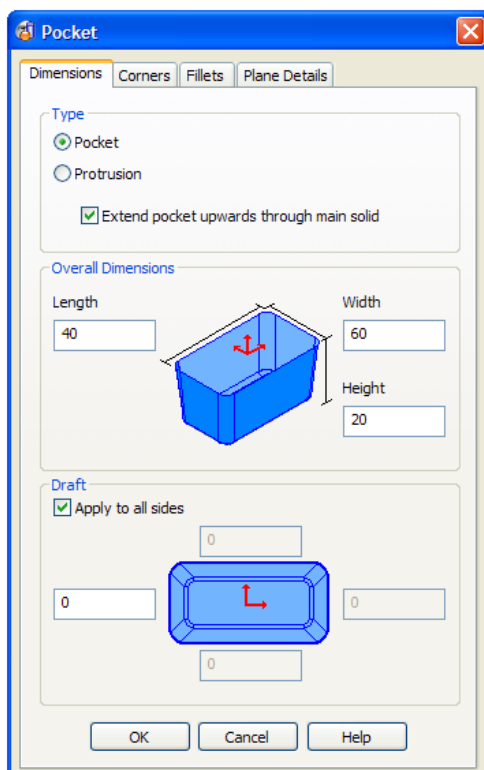 Pocket
Dimensions Corners Fillets Plane Details
Type
Pocket
Protrusion
Extend pocket upwards through main solid
Overall Dimensions
Length Width
40 60
Height
20
Draft
Apply to all sides
0
0 0
0
OK Cancel Help